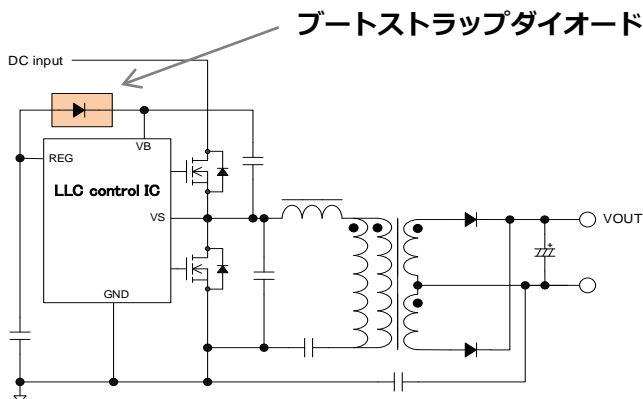 ブートストラップダイオード
DC input
VB
REG
LLC control IC
VS
VOUT
GND
+